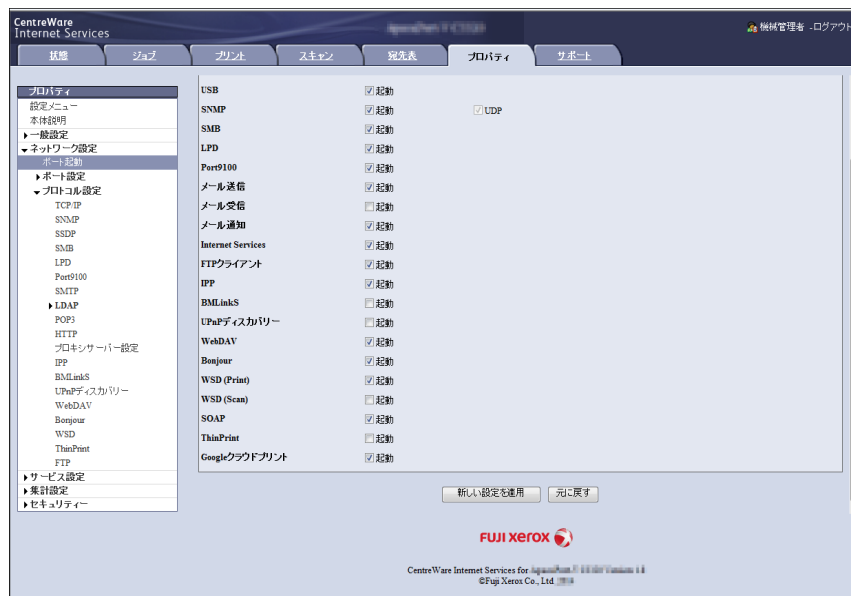 CentreWare
Internet Services
機械管理者 -ログアウト
状態 ジョブ プリント スキャン 宛先表 プロパティ サポート
プロパティ
設定メニュー
本体説明
一般設定
ネットワーク設定
ポート起動
ポート設定
プロトコル設定
TCP/IP
SNMP
SSDP
SMB
LPD
Port9100
SMTP
LDAP
POP3
HTTP
プロキシサーバー設定
IPP
BMLinkS
UPnPディスカバリー
WebDAV
Bonjour
WSD
ThinPrint
FTP
サービス設定
集計設定
セキュリティー
USB 起動
SNMP 起動 UDP
SMB 起動
LPD 起動
Port9100 起動
メール送信 起動
メール受信 起動
メール通知 起動
Internet Services 起動
FTPクライアント 起動
IPP 起動
BMLinkS 起動
UPnPディスカバリー 起動
WebDAV 起動
Bonjour 起動
WSD (Print) 起動
WSD (Scan) 起動
SOAP 起動
ThinPrint 起動
Googleクラウドプリント 起動
新しい設定を適用 元に戻す
FUJI XEROX
CentreWare Internet Services for
©Fuji Xerox Co., Ltd